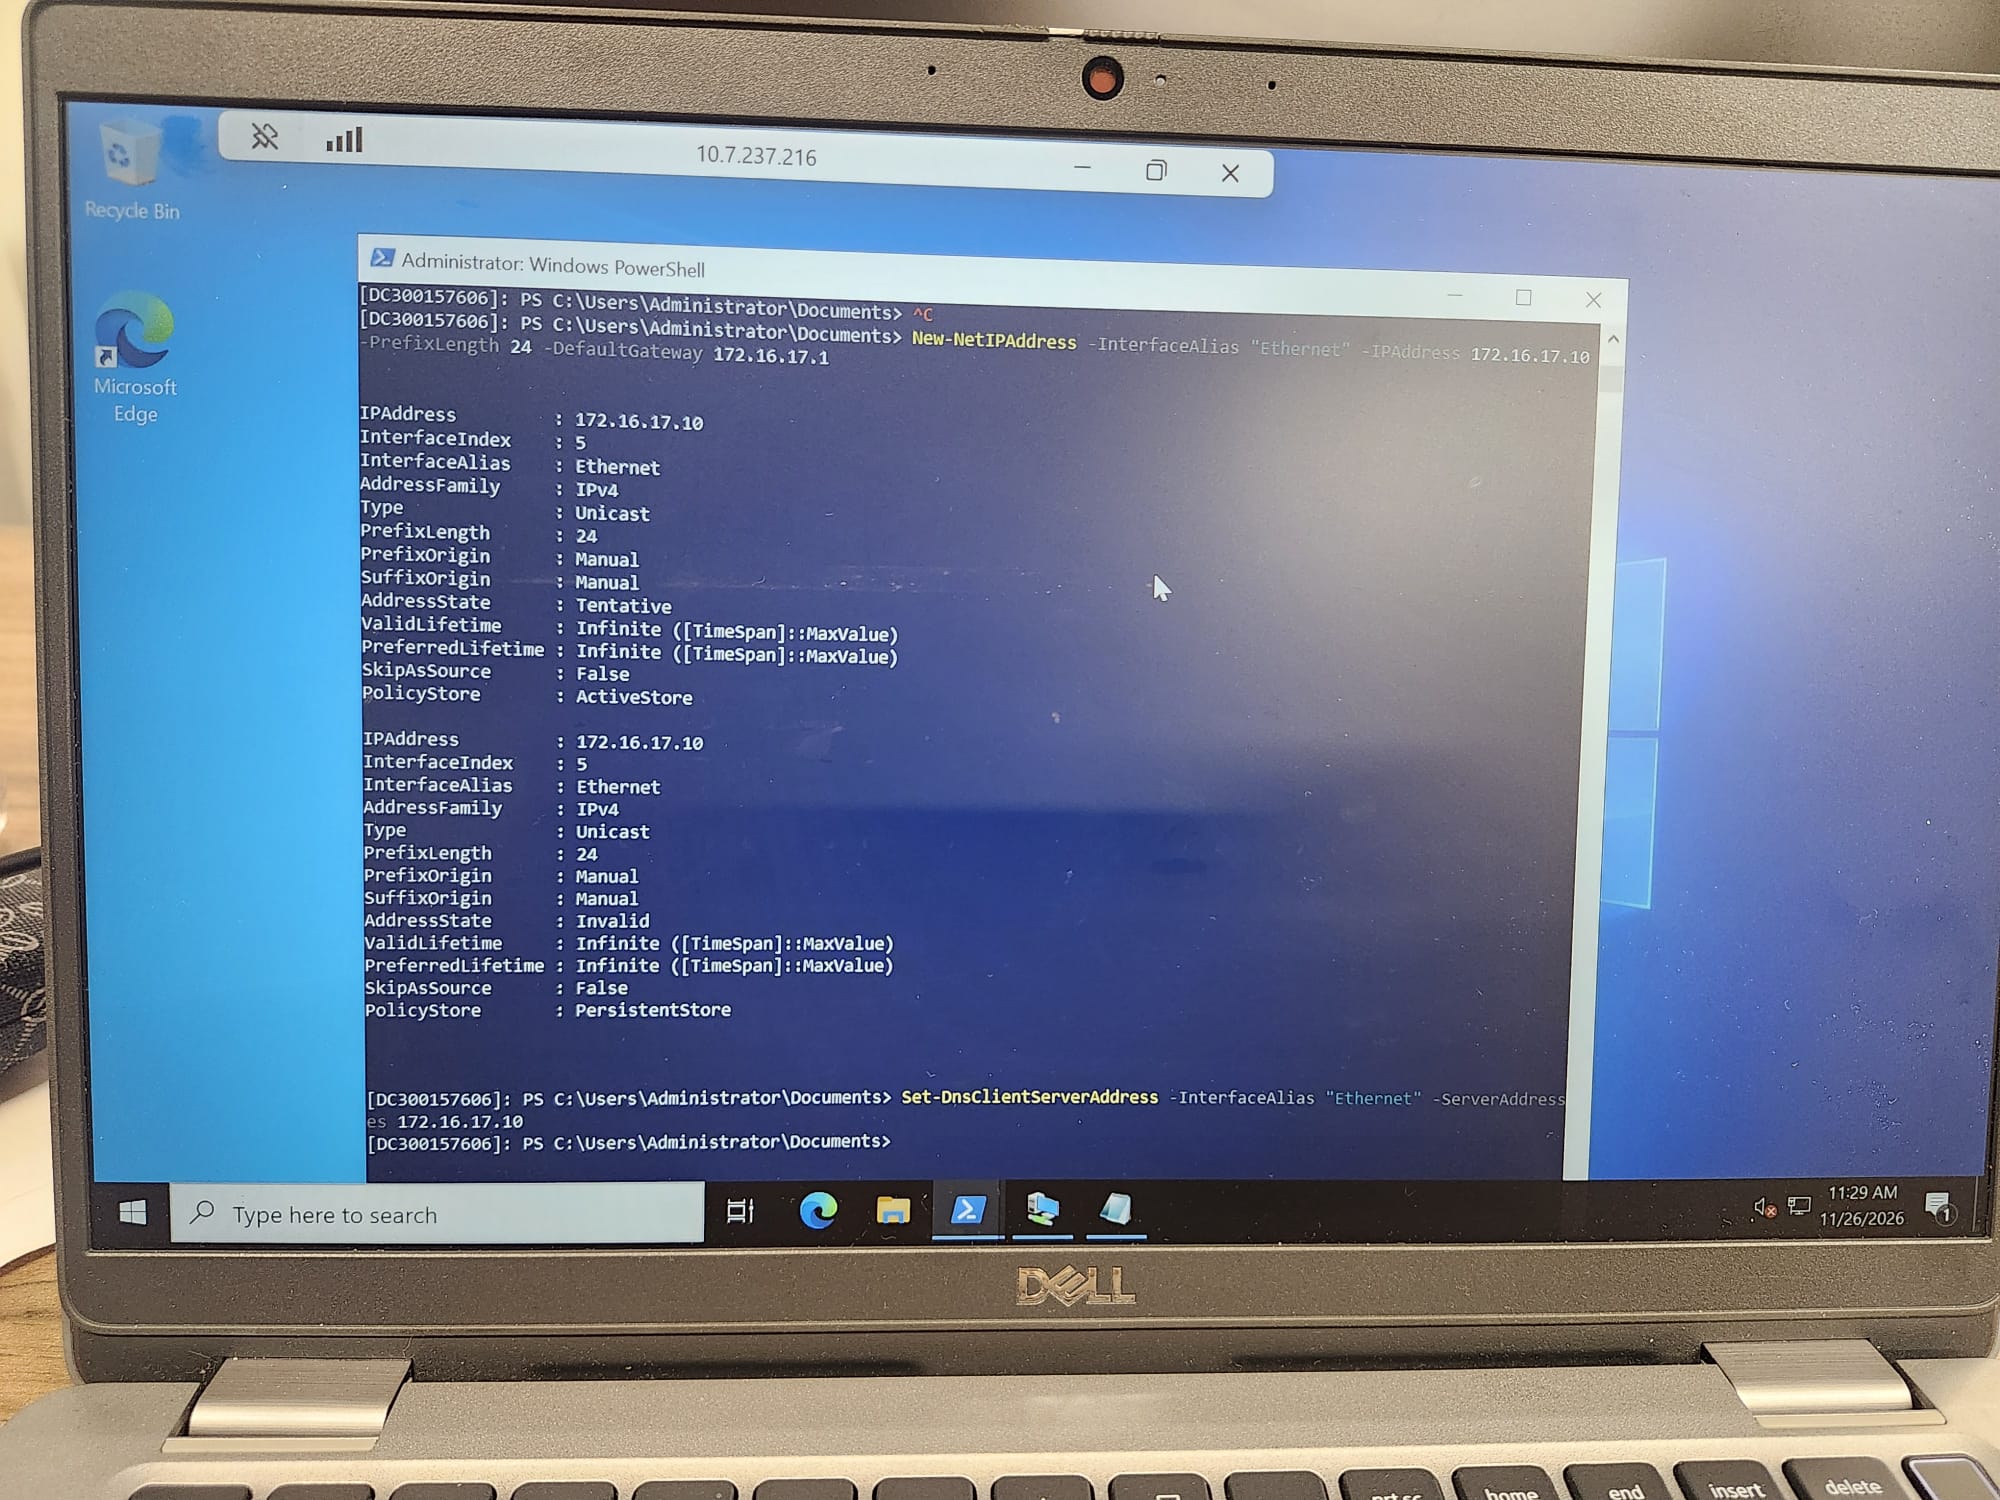 10.7.237.216
Recycle Bin
Microsoft
Edge
Administrator: Windows PowerShell
[DC300157606]: PS C:\Users\Administrator\Documents> ^C
[DC300157606]: PS C:\Users\Administrator\Documents> New-NetIPAddress -InterfaceAlias "Ethernet" -IPAddress 172.16.17.10
-PrefixLength 24 -DefaultGateway 172.16.17.1
IPAddress : 172.16.17.10
InterfaceIndex : 5
InterfaceAlias : Ethernet
AddressFamily : IPv4
Type : Unicast
PrefixLength : 24
PrefixOrigin : Manual
SuffixOrigin : Manual
AddressState : Tentative
ValidLifetime : Infinite ([TimeSpan]::MaxValue)
PreferredLifetime : Infinite ([TimeSpan]::MaxValue)
SkipAsSource : False
PolicyStore : ActiveStore
IPAddress : 172.16.17.10
InterfaceIndex : 5
InterfaceAlias : Ethernet
AddressFamily : IPv4
Type : Unicast
PrefixLength : 24
PrefixOrigin : Manual
SuffixOrigin : Manual
AddressState : Invalid
ValidLifetime : Infinite ([TimeSpan]::MaxValue)
PreferredLifetime : Infinite ([TimeSpan]::MaxValue)
SkipAsSource : False
PolicyStore : PersistentStore
[DC300157606]: PS C:\Users\Administrator\Documents> Set-DnsClientServerAddress -InterfaceAlias "Ethernet" -ServerAddress
es 172.16.17.10
[DC300157606]: PS C:\Users\Administrator\Documents>
Type here to search
11:29 AM
11/26/2026
1
DELL
prt sc home end insert delete